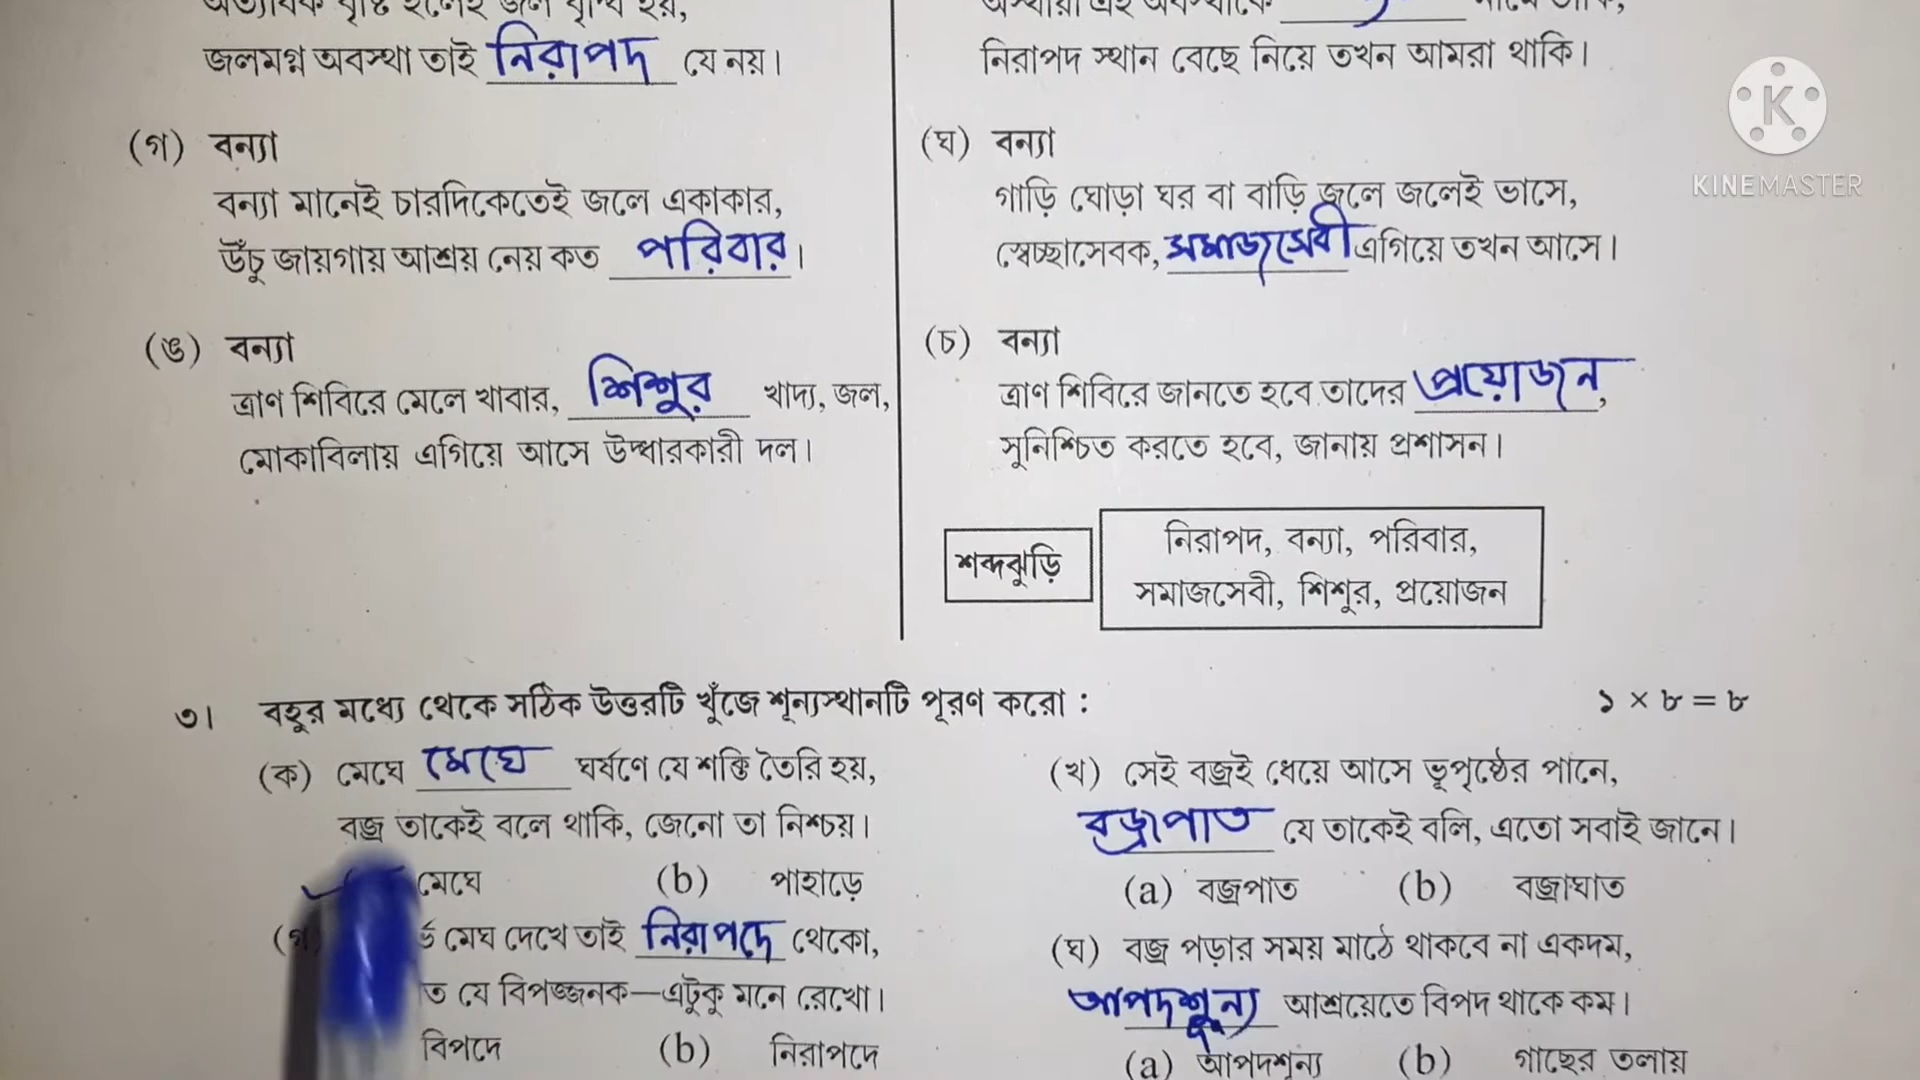 অত্যধিক বৃষ্টি হলেই জল বৃদ্ধি হয়,
জলমগ্ন অবস্থা তাই নিরাপদ যে নয়।
নিরাপদ স্থান বেছে নিয়ে তখন আমরা থাকি।
(গ) বন্যা
বন্যা মানেই চারদিকেতেই জলে একাকার,
উঁচু জায়গায় আশ্রয় নেয় কত পরিবার।
(ঘ) বন্যা
গাড়ি ঘোড়া ঘর বা বাড়ি জলে জলেই ভাসে,
স্বেচ্ছাসেবক, সমাজসেবী এগিয়ে তখন আসে।
(ঙ) বন্যা
ত্রাণ শিবিরে মেলে খাবার, শিশুর খাদ্য, জল,
মোকাবিলায় এগিয়ে আসে উদ্ধারকারী দল।
(চ) বন্যা
ত্রাণ শিবিরে জানতে হবে তাদের প্রয়োজন,
সুনিশ্চিত করতে হবে, জানায় প্রশাসন।
শব্দঝুড়ি
নিরাপদ, বন্যা, পরিবার,
সমাজসেবী, শিশুর, প্রয়োজন
৩। বহুর মধ্যে থেকে সঠিক উত্তরটি খুঁজে শূন্যস্থানটি পূরণ করো : ১ × ৮ = ৮
(ক) মেঘে মেঘে ঘর্ষণে যে শক্তি তৈরি হয়,
বজ্র তাকেই বলে থাকি, জেনো তা নিশ্চয়।
মেঘে (b) পাহাড়ে
(খ) সেই বজ্রই ধেয়ে আসে ভূপৃষ্ঠের পানে,
বজ্রপাত যে তাকেই বলি, এতো সবাই জানে।
(a) বজ্রপাত (b) বজ্রাঘাত
(গ) মেঘ দেখে তাই নিরাপদে থেকো,
যে বিপজ্জনক—এটুকু মনে রেখো।
বিপদে (b) নিরাপদে
(ঘ) বজ্র পড়ার সময় মাঠে থাকবে না একদম,
আপদশূন্য আশ্রয়েতে বিপদ থাকে কম।
(a) আপদশূন্য (b) গাছের তলায়
KINEMASTER